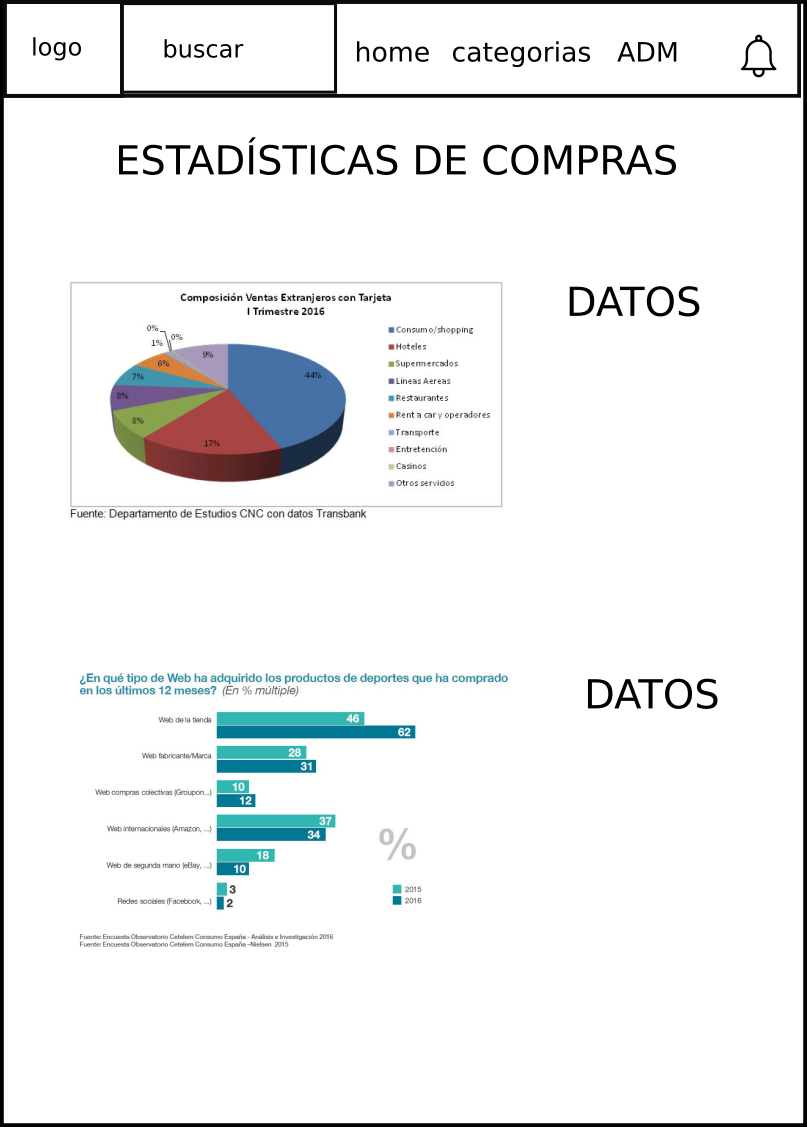 logo
buscar
home categorias ADM
ESTADÍSTICAS DE COMPRAS
DATOS
Composición Ventas Extranjeros con Tarjeta
I Trimestre 2016
0%
0%
1%
9%
6%
7%
8%
8%
17%
44%
Consumo/shopping
Hoteles
Supermercados
Lineas Aereas
Restaurantes
Rent a car y operadores
Transporte
Entretención
Casinos
Otros servicios
Fuente: Departamento de Estudios CNC con datos Transbank
DATOS
¿En qué tipo de Web ha adquirido los productos de deportes que ha comprado
en los últimos 12 meses? (En % múltiple)
Web de la tienda
46
62
Web fabricante/Marca
28
31
Web compras colectivas (Groupon...)
10
12
Web internacionales (Amazon, ...)
37
34
%
Web de segunda mano (eBay, ...)
18
10
Redes sociales (Facebook, ...)
3
2
2015
2016
Fuente: Encuesta Observatorio Cetelem Consumo España - Análisis e Investigación 2016
Fuente: Encuesta Observatorio Cetelem Consumo España –Nielsen 2015